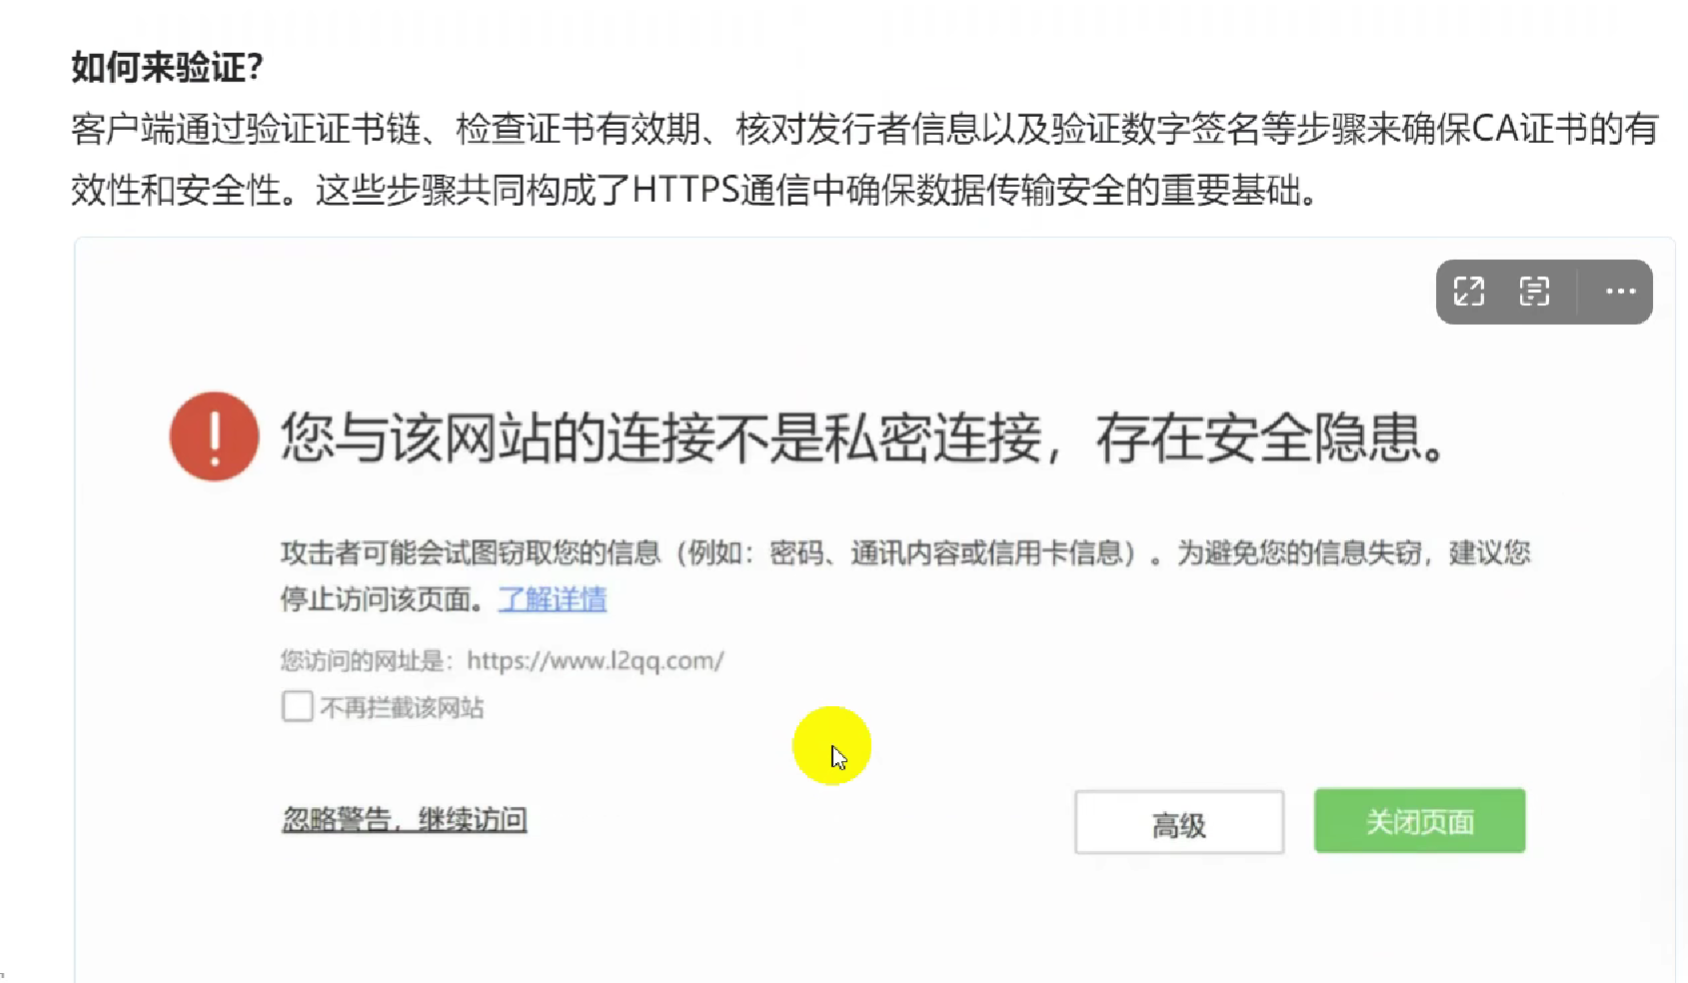 如何来验证?
客户端通过验证证书链、检查证书有效期、核对发行者信息以及验证数字签名等步骤来确保CA证书的有
效性和安全性。这些步骤共同构成了HTTPS通信中确保数据传输安全的重要基础。
您与该网站的连接不是私密连接，存在安全隐患。
攻击者可能会试图窃取您的信息（例如：密码、通讯内容或信用卡信息）。为避免您的信息失窃，建议您
停止访问该页面。了解详情
您访问的网址是：https://www.l2qq.com/
不再拦截该网站
忽略警告，继续访问
高级
关闭页面